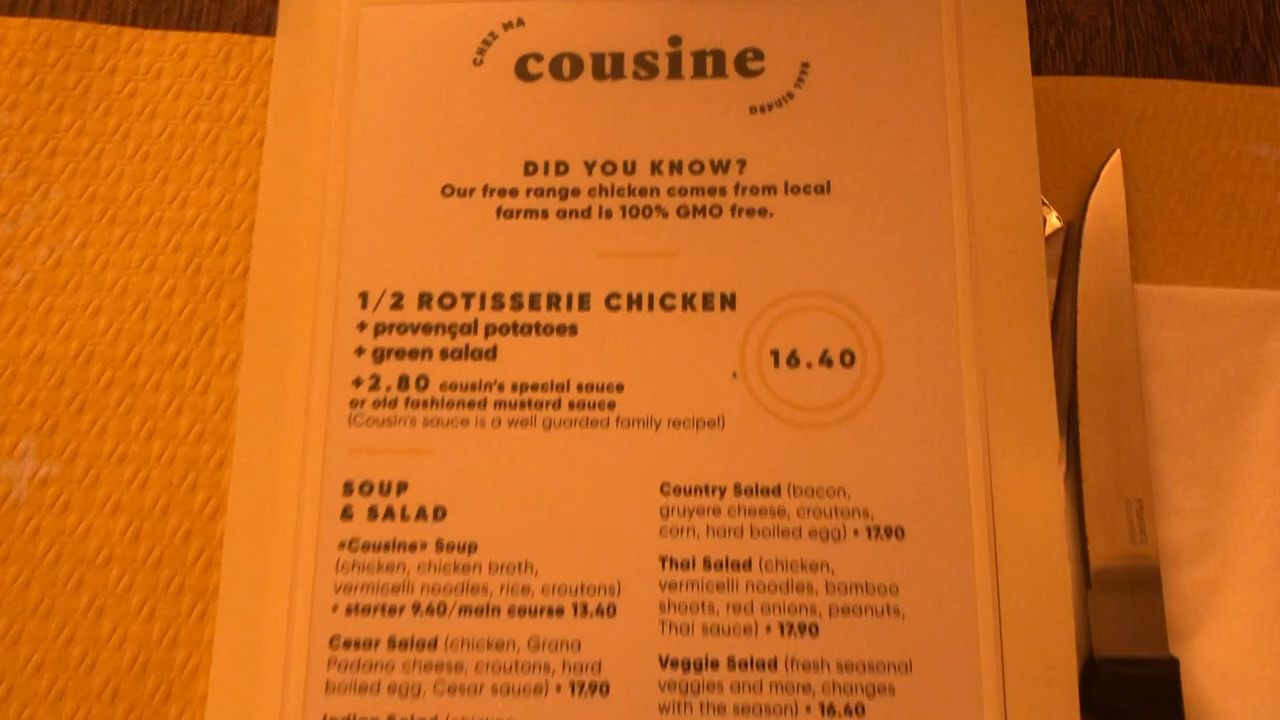 CHEZ MA
cousine
DEPUIS
DID YOU KNOW?
Our free range chicken comes from local
farms and is 100% GMO free.
1/2 ROTISSERIE CHICKEN
+ provençal potatoes
+ green salad
16.40
+2.80 cousin's special sauce
or old fashioned mustard sauce
(Cousin's sauce is a well guarded family recipe!)
SOUP
& SALAD
«Cousine» Soup
(chicken, chicken broth,
vermicelli noodles, rice, croutons)
• starter 9.40/main course 13.40
Cesar Salad (chicken, Grana
Padano cheese, croutons, hard
boiled egg, Cesar sauce) • 17.90
Indian Salad (chicken,
Country Salad (bacon,
gruyere cheese, croutons,
corn, hard boiled egg) • 17.90
Thai Salad (chicken,
vermicelli noodles, bamboo
shoots, red onions, peanuts,
Thai sauce) • 17.90
Veggie Salad (fresh seasonal
veggies and more, changes
with the season) • 16.40